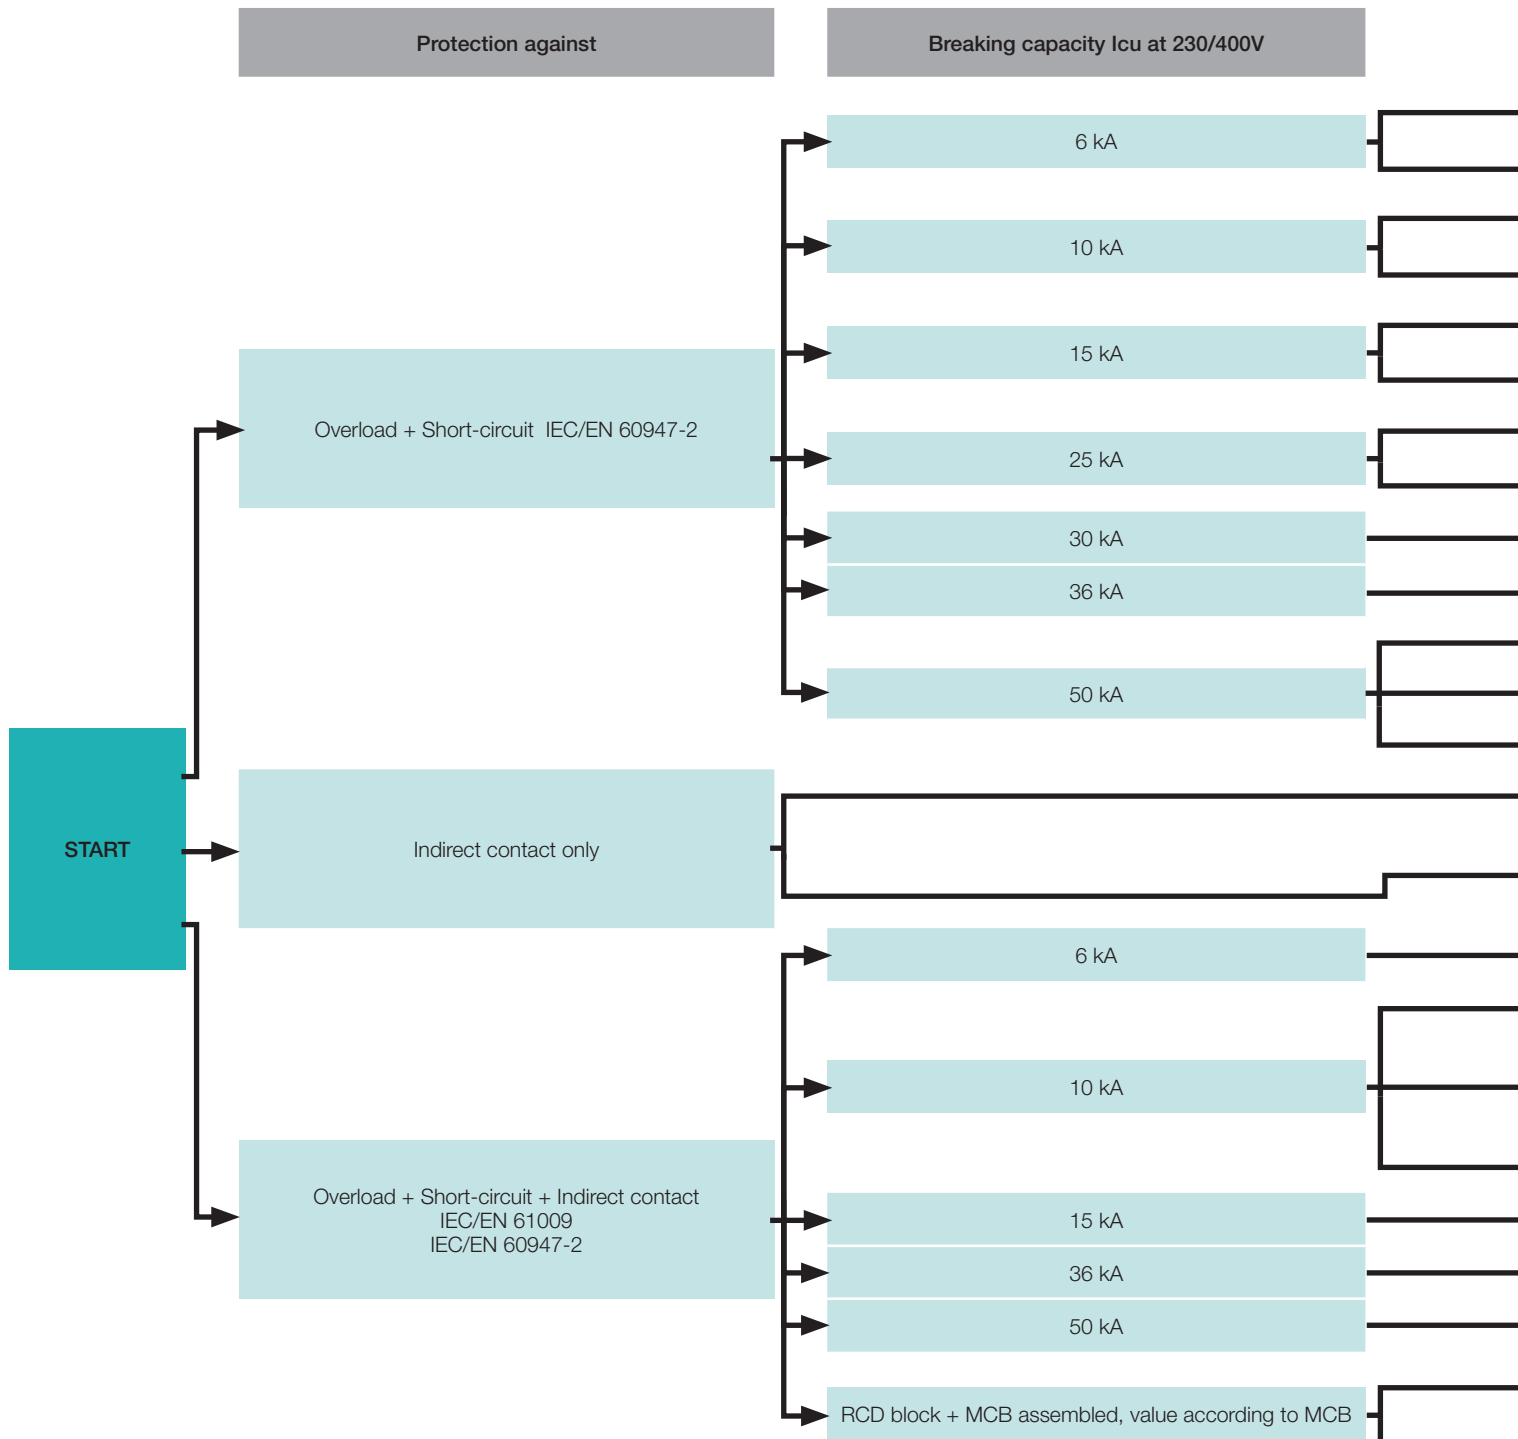 Protection against
Breaking capacity Icu at 230/400V
6 kA
10 kA
15 kA
Overload + Short-circuit IEC/EN 60947-2
25 kA
30 kA
36 kA
50 kA
START
Indirect contact only
6 kA
10 kA
Overload + Short-circuit + Indirect contact
IEC/EN 61009
IEC/EN 60947-2
15 kA
36 kA
50 kA
RCD block + MCB assembled, value according to MCB